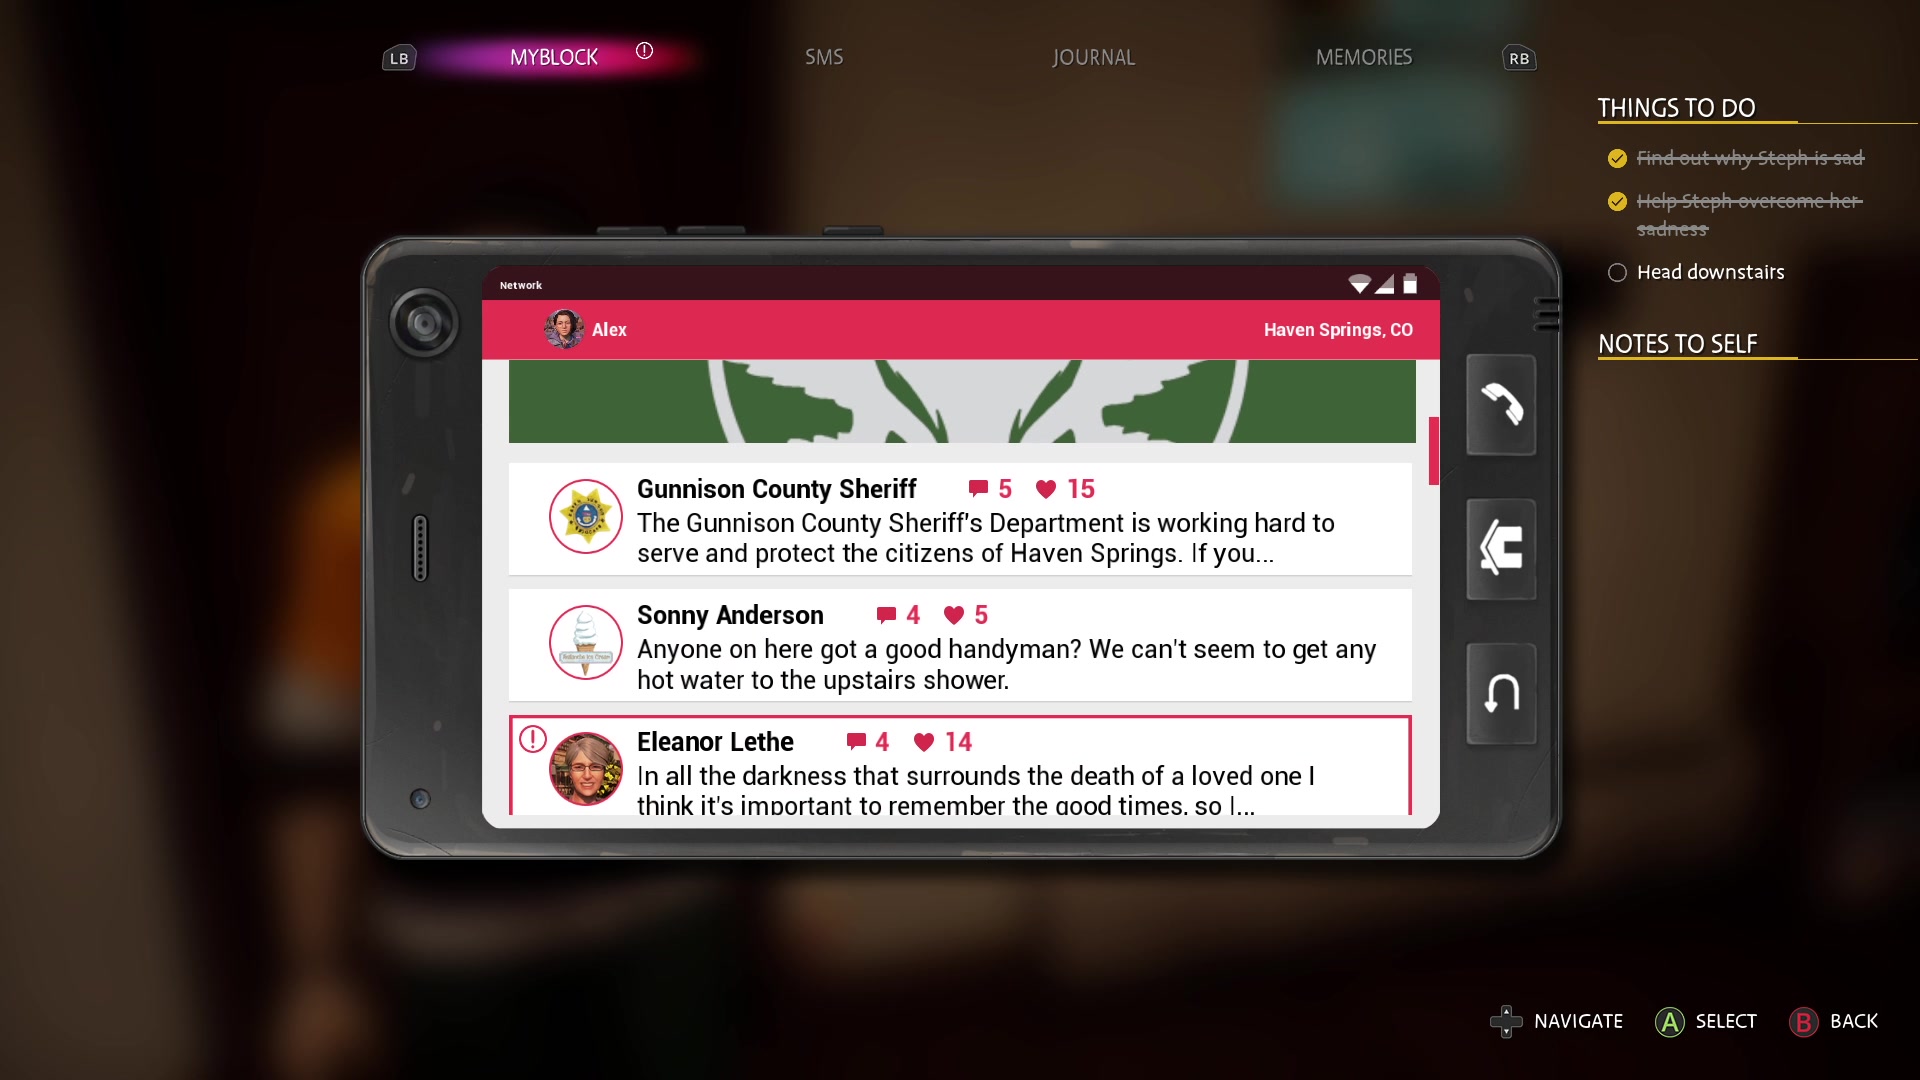 LB
MYBLOCK
SMS
JOURNAL
MEMORIES
RB
THINGS TO DO
Find out why Steph is sad
Help Steph overcome her
sadness
Head downstairs
NOTES TO SELF
Network
Alex
Haven Springs, CO
Gunnison County Sheriff 5 15
The Gunnison County Sheriff's Department is working hard to
serve and protect the citizens of Haven Springs. If you...
Sonny Anderson 4 5
Anyone on here got a good handyman? We can't seem to get any
hot water to the upstairs shower.
Eleanor Lethe 4 14
In all the darkness that surrounds the death of a loved one I
think it's important to remember the good times, so I...
NAVIGATE
A SELECT
B BACK